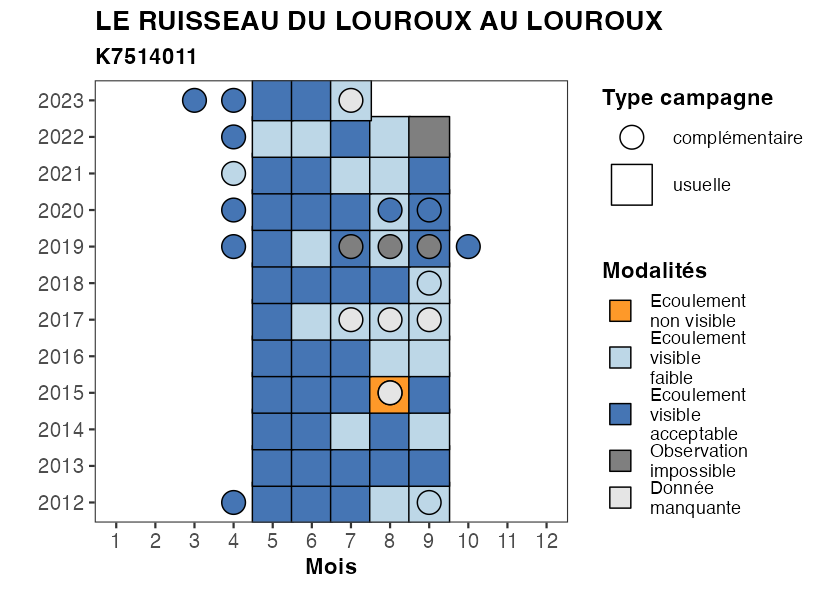 LE RUISSEAU DU LOUROUX AU LOUROUX
K7514011
2023
2022
2021
2020
2019
2018
2017
2016
2015
2014
2013
2012
1 2 3 4 5 6 7 8 9 10 11 12
Mois
Type campagne
complémentaire
usuelle
Modalités
Ecoulement
non visible
Ecoulement
visible
faible
Ecoulement
visible
acceptable
Observation
impossible
Donnée
manquante